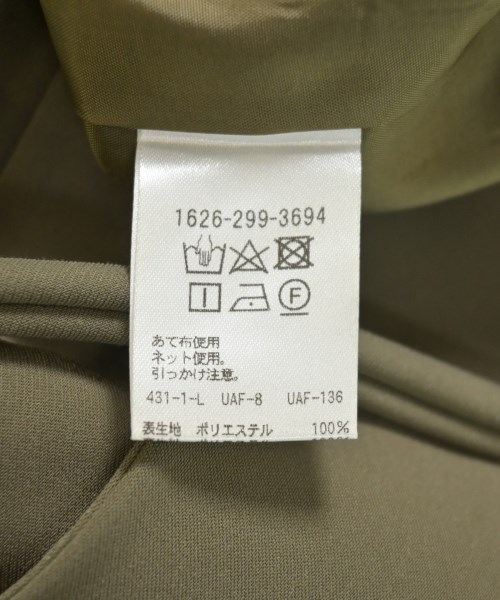 1626-299-3694
F
あて布使用
ネット使用。
引っかけ注意。
431-1-L UAF-8 UAF-136
表生地 ポリエステル 100%